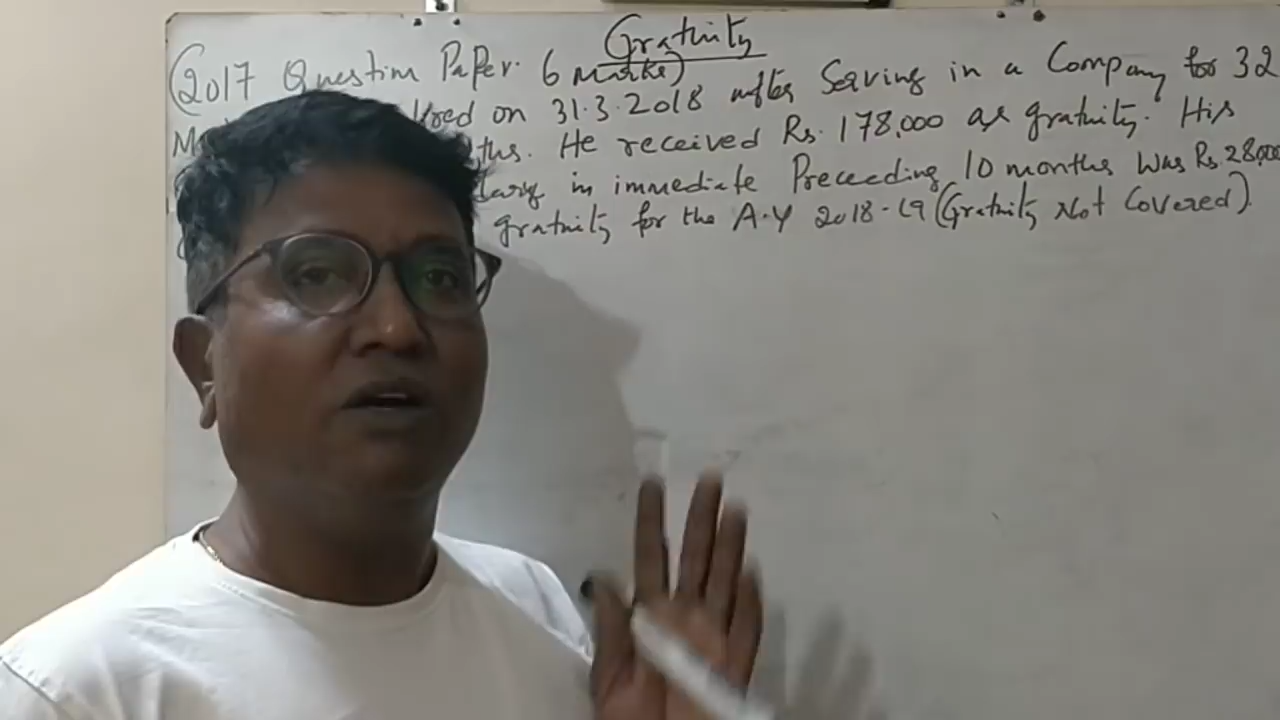 Gratuity
(2017 Question Paper. 6 marks)
on 31.3.2018 after Serving in a Company for 32
He received Rs. 178,000 as gratuity. His
in immediate Preceeding 10 months was Rs. 28,000
gratuity for the A.Y 2018-19 (Gratuity Not Covered).